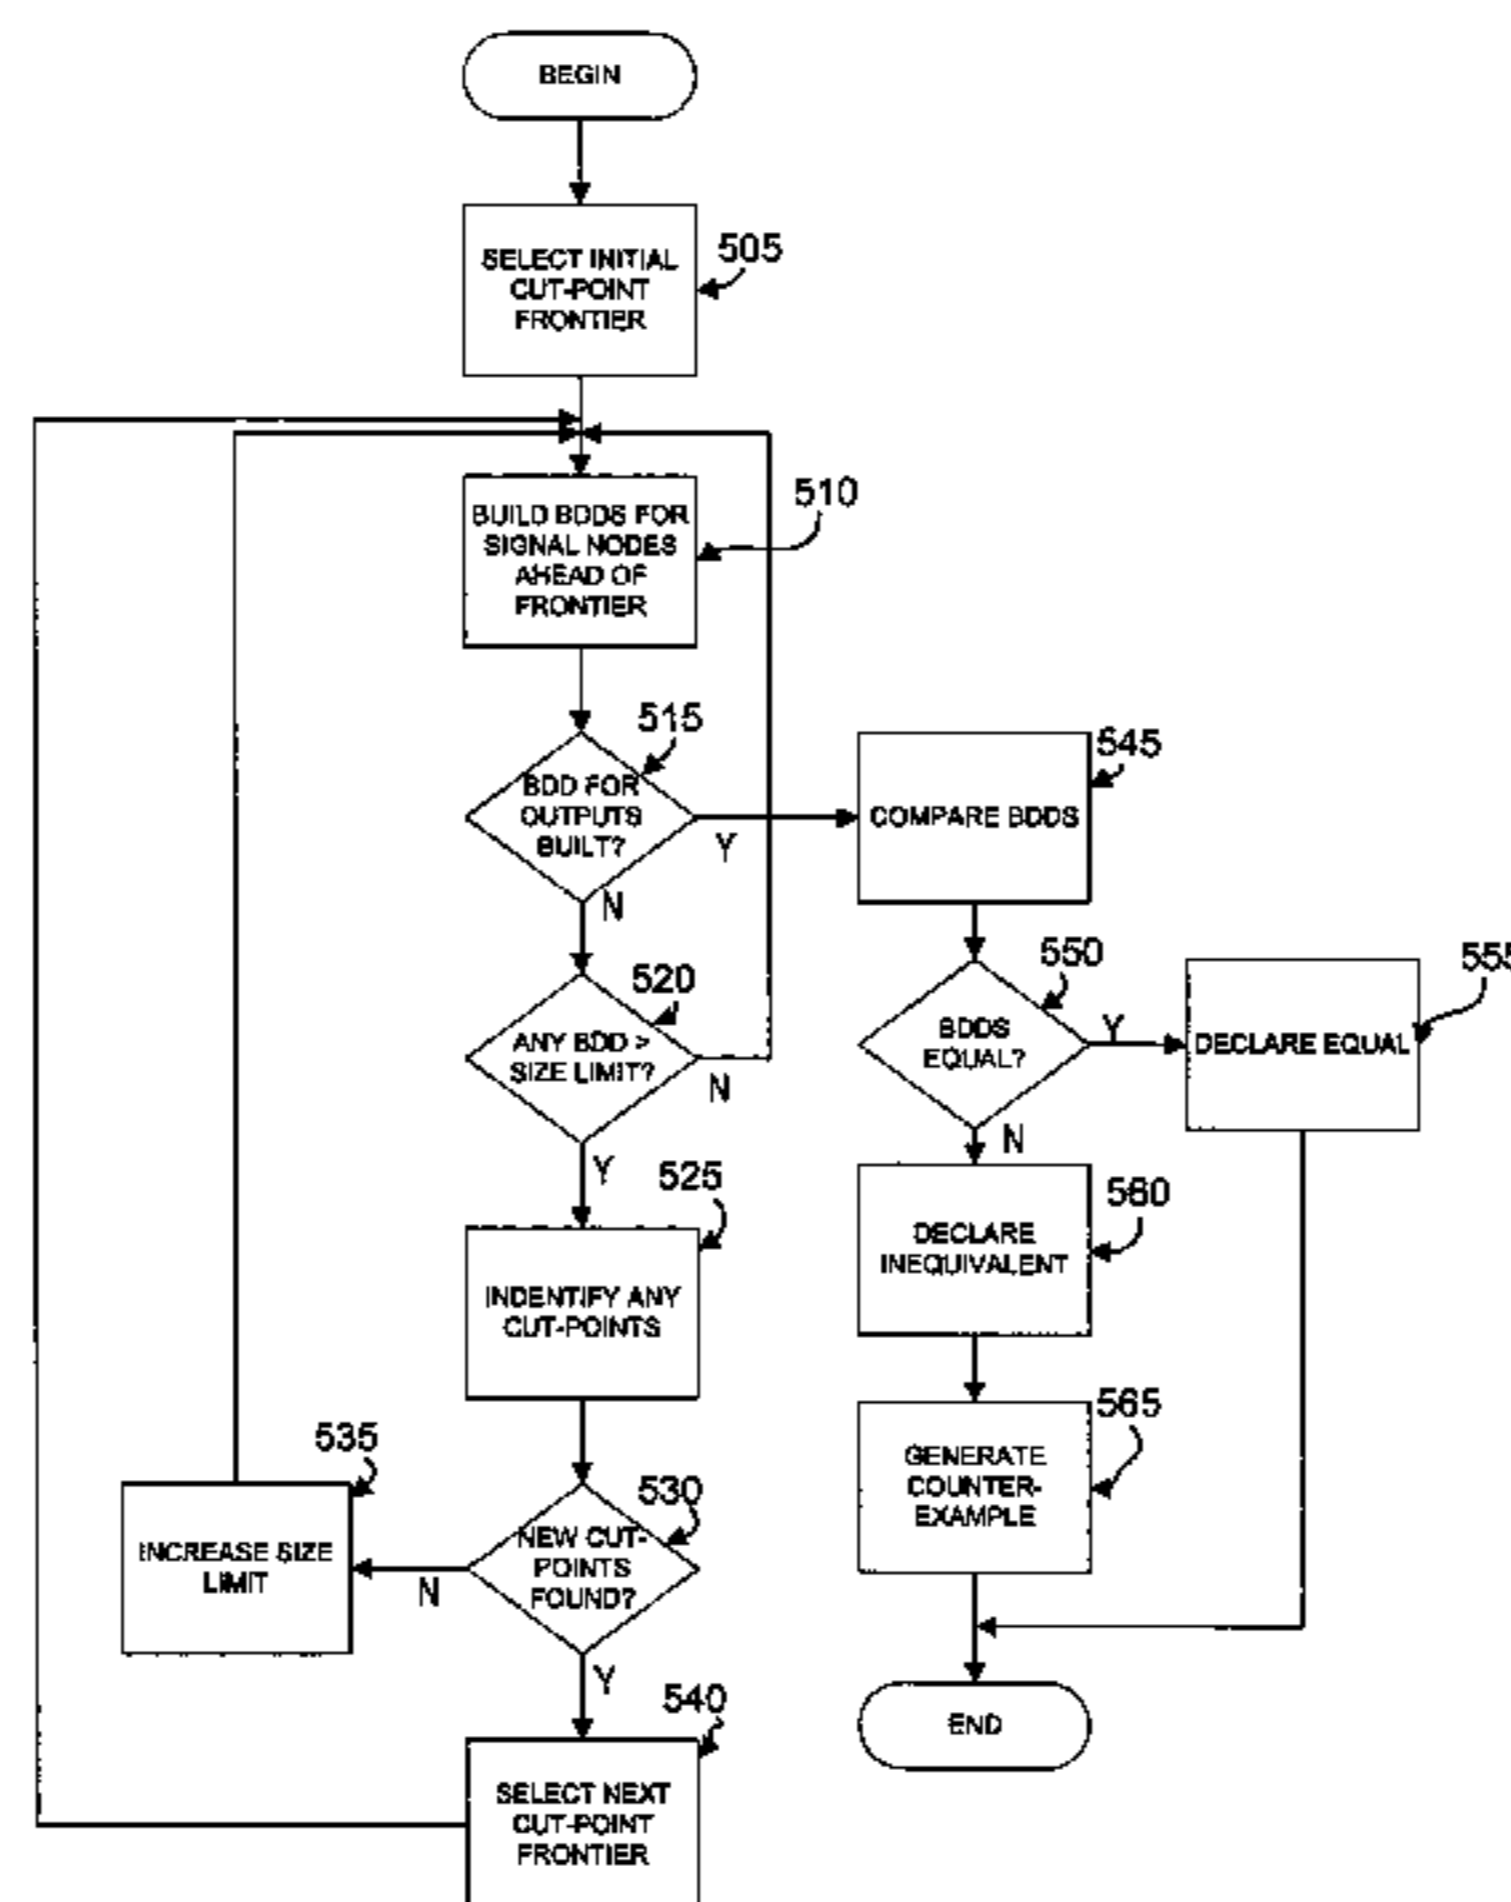 BEGIN
SELECT INITIAL
CUT-POINT
FRONTIER
505
BUILD BDDS FOR
SIGNAL NODES
AHEAD OF
FRONTIER
510
BDD FOR
OUTPUTS
BUILT?
515
Y
N
COMPARE BDDS
545
ANY BDD >
SIZE LIMIT?
520
N
Y
BDDS
EQUAL?
550
Y
N
DECLARE EQUAL
555
INDENTIFY ANY
CUT-POINTS
525
DECLARE
INEQUIVALENT
560
NEW CUT-
POINTS
FOUND?
530
N
Y
INCREASE SIZE
LIMIT
535
GENERATE
COUNTER-
EXAMPLE
565
SELECT NEXT
CUT-POINT
FRONTIER
540
END